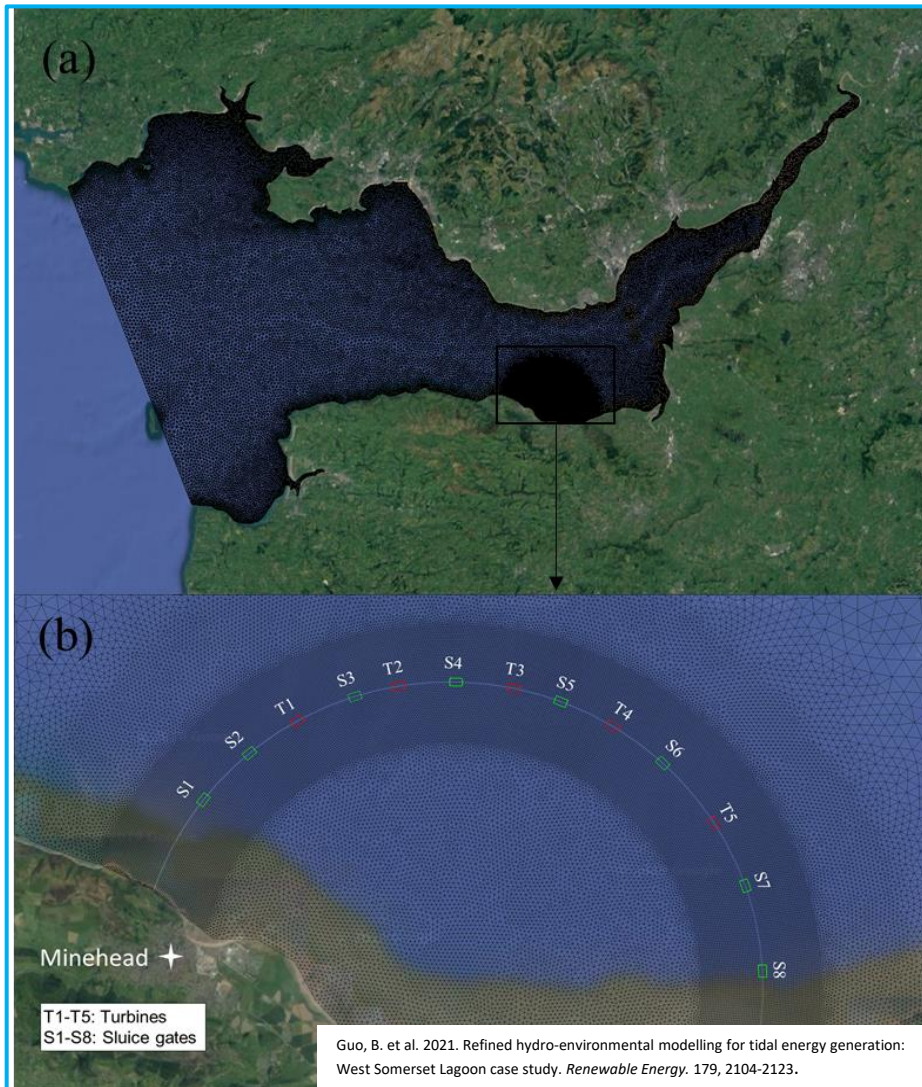 (a)
(b)
S1
S2
T1
S3
T2
S4
T3
S5
T4
S6
T5
S7
S8
Minehead
T1-T5: Turbines
S1-S8: Sluice gates
Guo, B. et al. 2021. Refined hydro-environmental modelling for tidal energy generation:
West Somerset Lagoon case study. Renewable Energy. 179, 2104-2123.